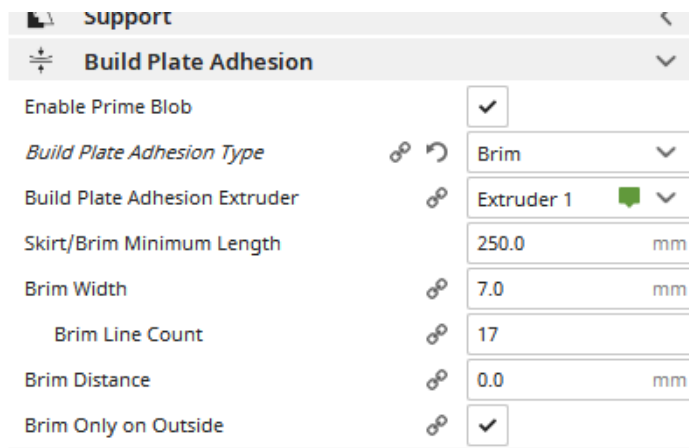 Support
Build Plate Adhesion
Enable Prime Blob
Build Plate Adhesion Type Brim
Build Plate Adhesion Extruder Extruder 1
Skirt/Brim Minimum Length 250.0 mm
Brim Width 7.0 mm
Brim Line Count 17
Brim Distance 0.0 mm
Brim Only on Outside